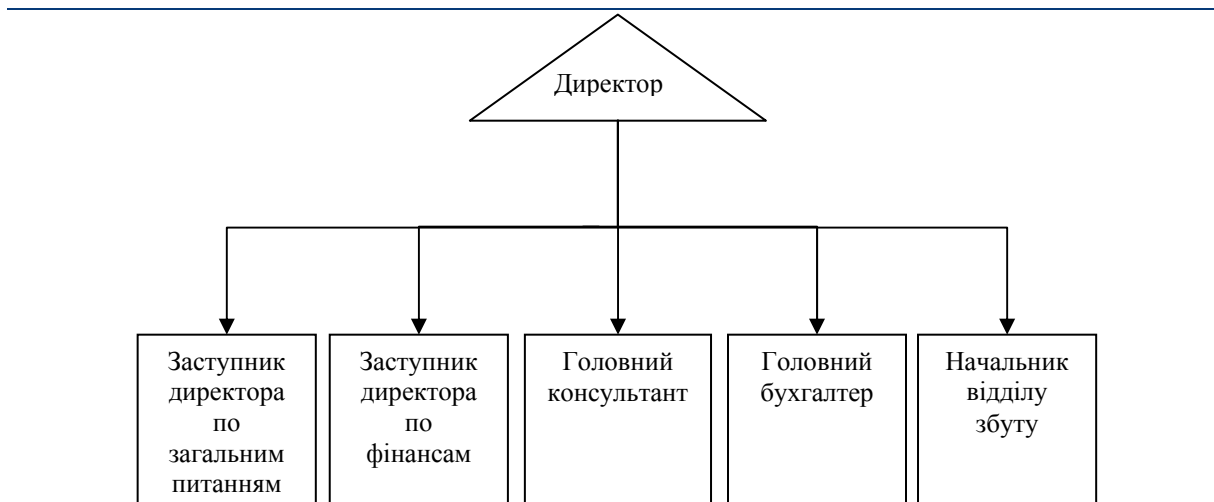 Директор
Заступник
директора
по
загальним
питанням
Заступник
директора
по
фінансам
Головний
консультант
Головний
бухгалтер
Начальник
відділу
збуту